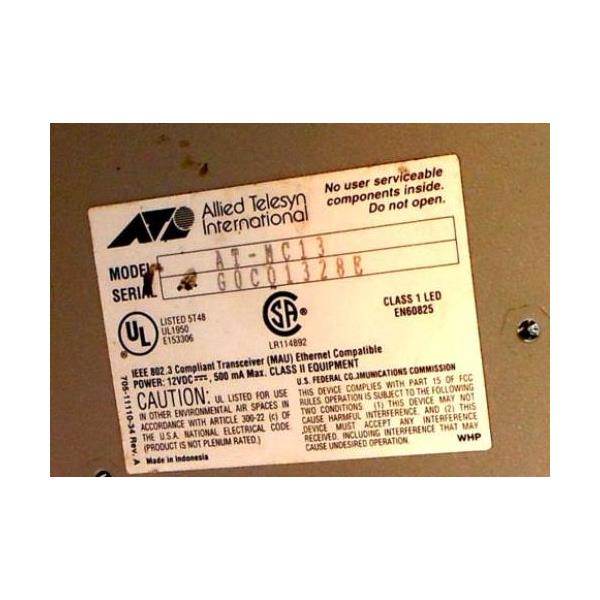 ATI Allied Telesyn
International
No user serviceable
components inside.
Do not open.
MODEL AT-MC13
SERIAL G0CQ1328E
UL LISTED 5T48
UL1950
E153306
SA
LR114892
CLASS 1 LED
EN60825
IEEE 802.3 Compliant Transceiver (MAU) Ethernet Compatible
POWER: 12VDC⎓, 500 mA Max. CLASS II EQUIPMENT
CAUTION: UL LISTED FOR USE
IN OTHER ENVIRONMENTAL AIR SPACES IN
ACCORDANCE WITH ARTICLE 300-22 (c) OF
THE U.S.A. NATIONAL ELECTRICAL CODE.
(PRODUCT IS NOT PLENUM RATED.)
Made in Indonesia
U.S. FEDERAL COMMUNICATIONS COMMISSION
THIS DEVICE COMPLIES WITH PART 15 OF FCC
RULES OPERATION IS SUBJECT TO THE FOLLOWING
TWO CONDITIONS: (1) THIS DEVICE MAY NOT
CAUSE HARMFUL INTERFERENCE, AND (2) THIS
DEVICE MUST ACCEPT ANY INTERFERENCE
RECEIVED, INCLUDING INTERFERENCE THAT MAY
CAUSE UNDESIRED OPERATION.
WHP
705-11110-34 Rev. A